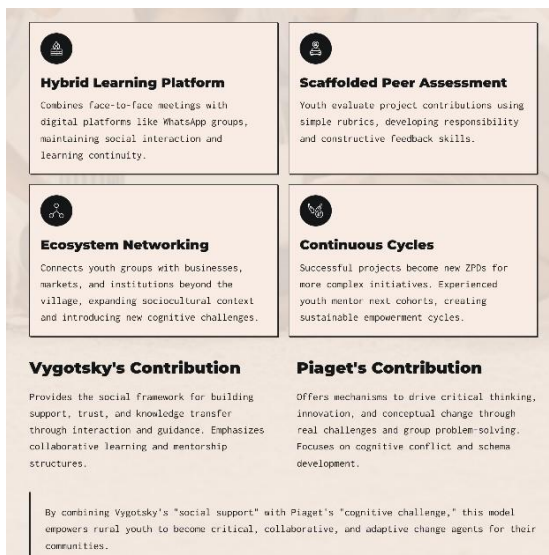 Hybrid Learning Platform
Combines face-to-face meetings with
digital platforms like WhatsApp groups,
maintaining social interaction and
learning continuity.
Scaffolded Peer Assessment
Youth evaluate project contributions using
simple rubrics, developing responsibility
and constructive feedback skills.
Ecosystem Networking
Connects youth groups with businesses,
markets, and institutions beyond the
village, expanding sociocultural context
and introducing new cognitive challenges.
Continuous Cycles
Successful projects become new ZPDs for
more complex initiatives. Experienced
youth mentor next cohorts, creating
sustainable empowerment cycles.
Vygotsky's Contribution
Provides the social framework for building
support, trust, and knowledge transfer
through interaction and guidance. Emphasizes
collaborative learning and mentorship
structures.
Piaget's Contribution
Offers mechanisms to drive critical thinking,
innovation, and conceptual change through
real challenges and group problem-solving.
Focuses on cognitive conflict and schema
development.
By combining Vygotsky's "social support" with Piaget's "cognitive challenge," this model
empowers rural youth to become critical, collaborative, and adaptive change agents for their
communities.